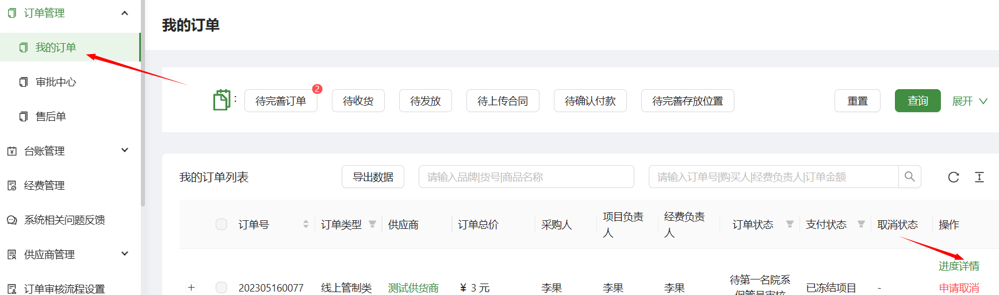 订单管理
我的订单
审批中心
售后单
台账管理
经费管理
系统相关问题反馈
供应商管理
订单审核流程设置
我的订单
: 待完善订单 2 待收货 待发放 待上传合同 待确认付款 待完善存放位置 重置 查询 展开
我的订单列表 导出数据 请输入品牌|货号|商品名称 请输入订单号|购买人|经费负责人|订单金额
订单号 订单类型 供应商 订单总价 采购人 项目负责人 经费负责人 订单状态 支付状态 取消状态 操作
202305160077 线上管制类 测试供货商 ¥ 3 元 李果 李果 李果 待第一名院系保管员审核 已冻结项目 - 进度详情
申请取消